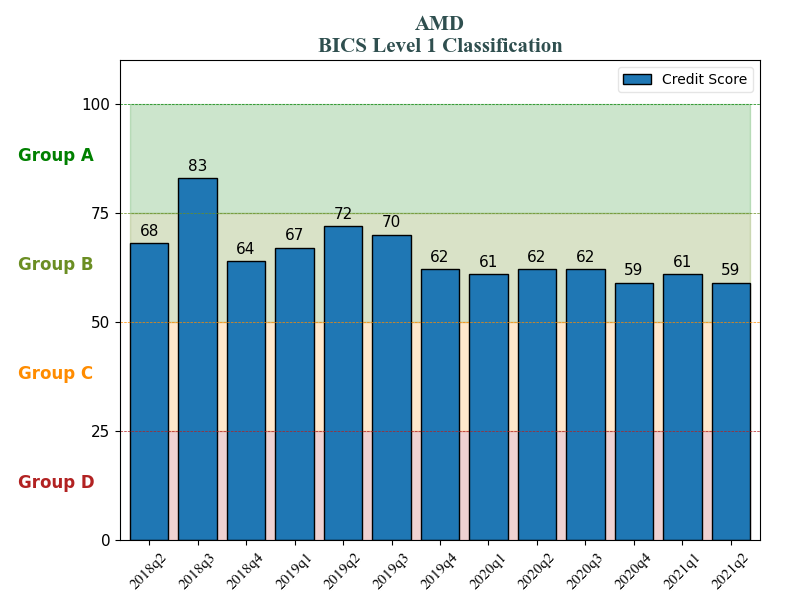 AMD
BICS Level 1 Classification
Credit Score
100
Group A
83
75
72
70
68
67
64
Group B
62
61
62
62
59
61
59
50
Group C
25
Group D
0
2018q2
2018q3
2018q4
2019q1
2019q2
2019q3
2019q4
2020q1
2020q2
2020q3
2020q4
2021q1
2021q2